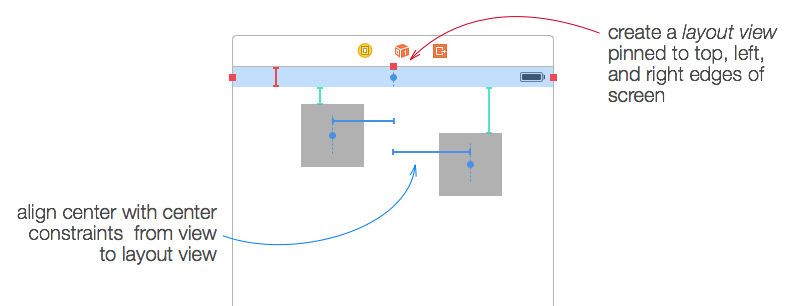 create a layout view
pinned to top, left,
and right edges of
screen
align center with center
constraints from view
to layout view